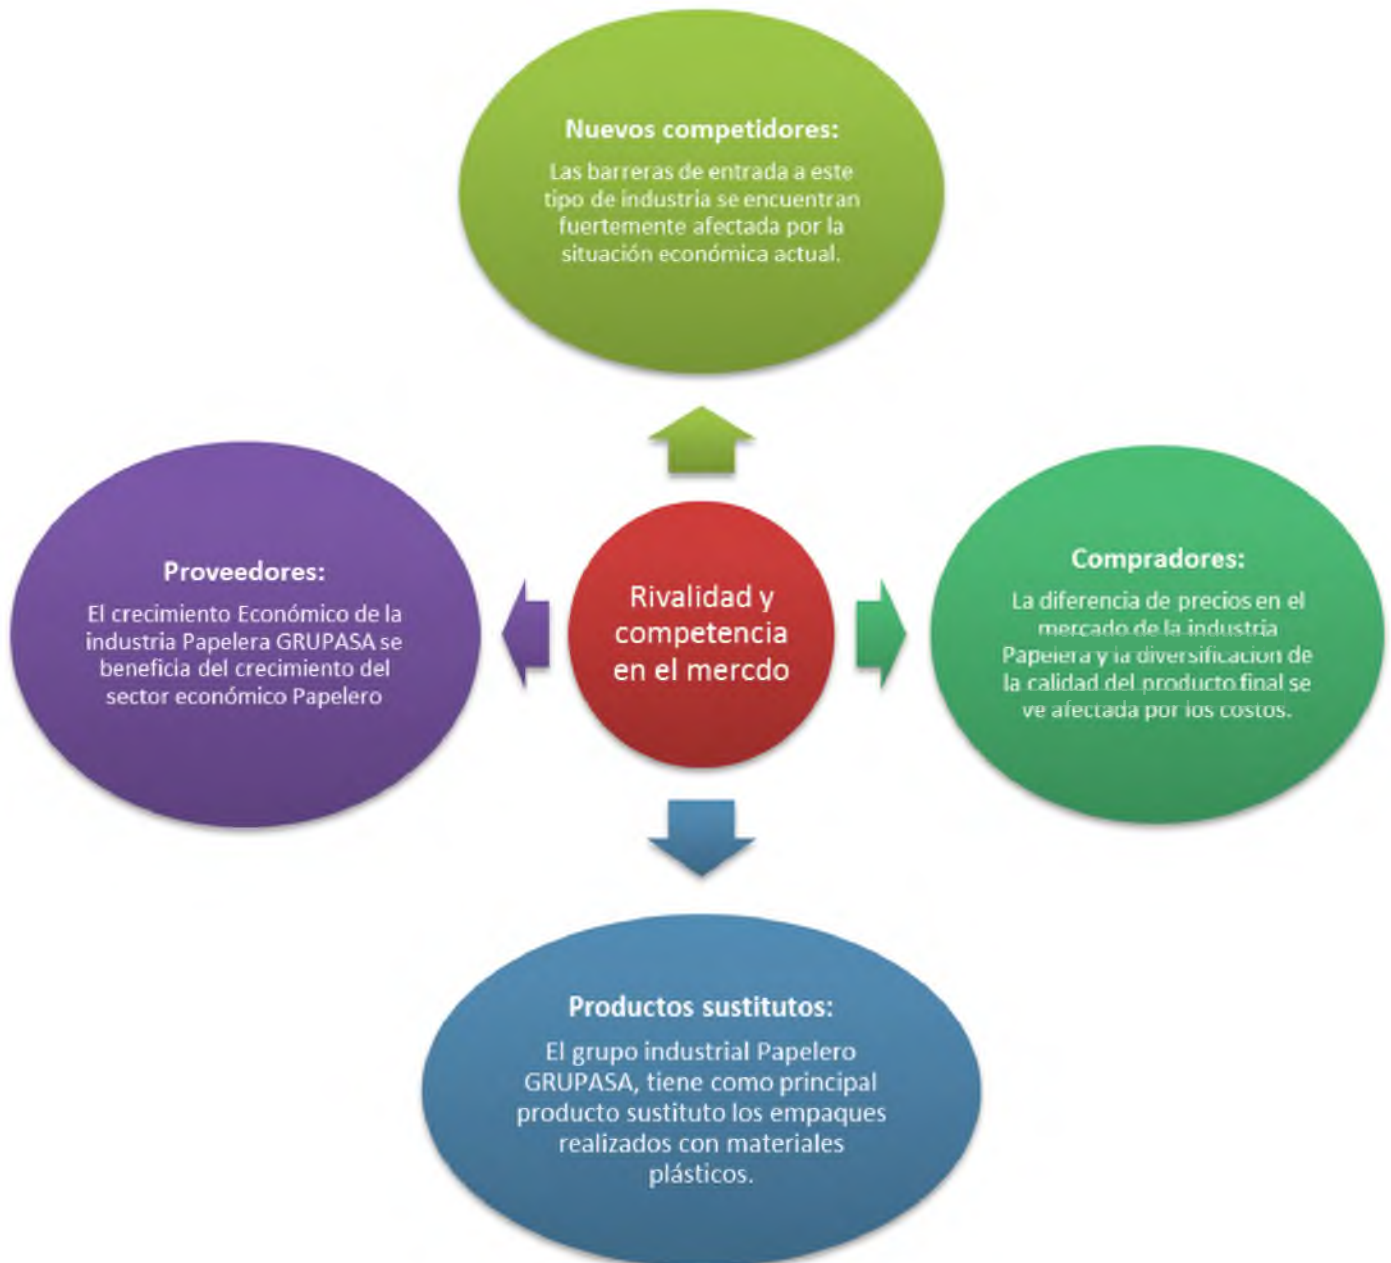 Nuevos competidores:
Las barreras de entrada a este
tipo de industria se encuentran
fuertemente afectada por la
situación económica actual.
Proveedores:
El crecimiento Económico de la
industria Papelera GRUPASA se
beneficia del crecimiento del
sector económico Papelero
Rivalidad y
competencia
en el mercdo
Compradores:
La diferencia de precios en el
mercado de la industria
Papelera y la diversificación de
la calidad del producto final se
ve afectada por los costos.
Productos sustitutos:
El grupo industrial Papelero
GRUPASA, tiene como principal
producto sustituto los empaques
realizados con materiales
plásticos.